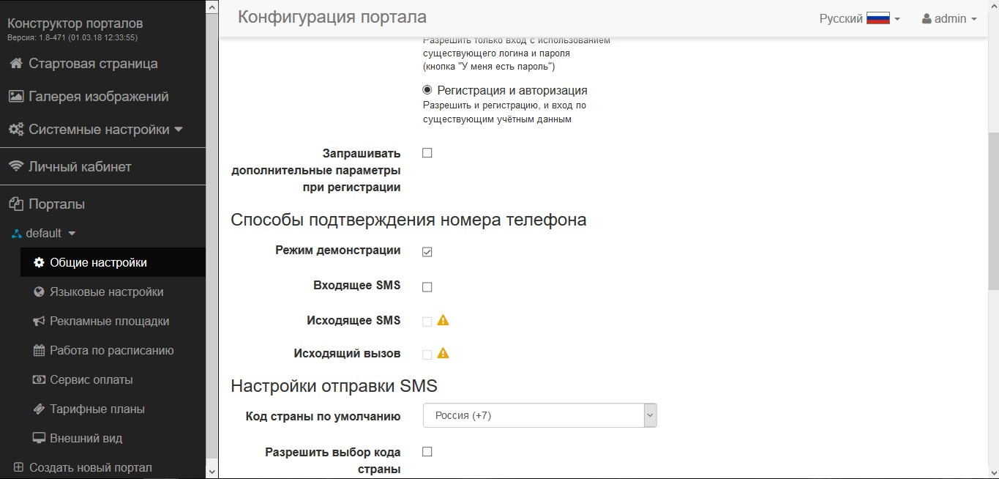 Конструктор порталов
Версия: 1.8-471 (01.03.18 12:33:55)
Стартовая страница
Галерея изображений
Системные настройки
Личный кабинет
Порталы
default
Общие настройки
Языковые настройки
Рекламные площадки
Работа по расписанию
Сервис оплаты
Тарифные планы
Внешний вид
Создать новый портал
Конфигурация портала
Русский
admin
Разрешить только вход с использованием
существующего логина и пароля
(кнопка "У меня есть пароль")
Регистрация и авторизация
Разрешить и регистрацию, и вход по
существующим учётным данным
Запрашивать
дополнительные параметры
при регистрации
Способы подтверждения номера телефона
Режим демонстрации
Входящее SMS
Исходящее SMS
Исходящий вызов
Настройки отправки SMS
Код страны по умолчанию
Россия (+7)
Разрешить выбор кода
страны